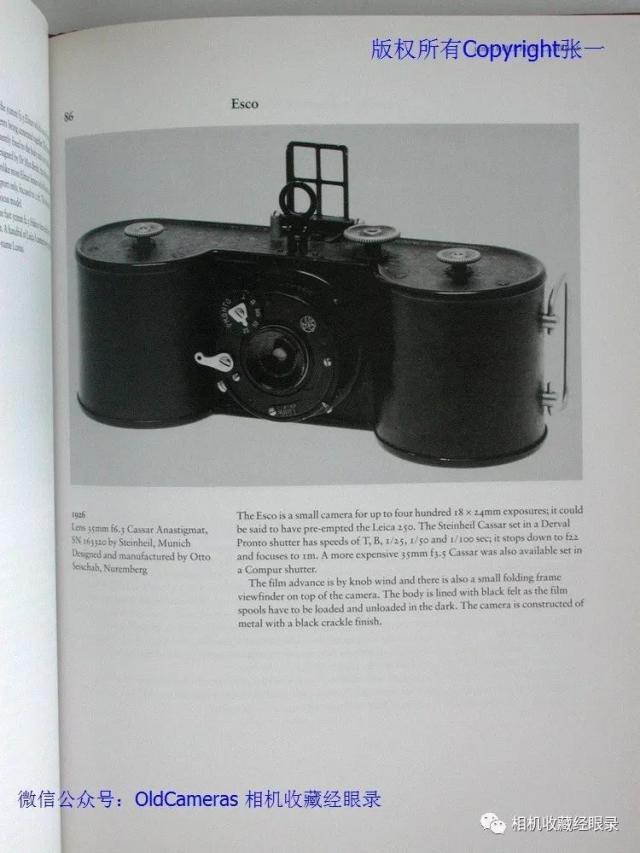 版权所有Copyright张一
86
Esco
PRONTO
1926
Lens 35mm f6.3 Cassar Anastigmat,
SN 163320 by Steinheil, Munich
Designed and manufactured by Otto
Seischab, Nuremberg
The Esco is a small camera for up to four hundred 18 × 24mm exposures; it could
be said to have pre-empted the Leica 250. The Steinheil Cassar set in a Derval
Pronto shutter has speeds of T, B, 1/25, 1/50 and 1/100 sec; it stops down to f22
and focuses to 1m. A more expensive 35mm f3.5 Cassar was also available set in
a Compur shutter.
The film advance is by knob wind and there is also a small folding frame
viewfinder on top of the camera. The body is lined with black felt as the film
spools have to be loaded and unloaded in the dark. The camera is constructed of
metal with a black crackle finish.
微信公众号：OldCameras 相机收藏经眼录
相机收藏经眼录